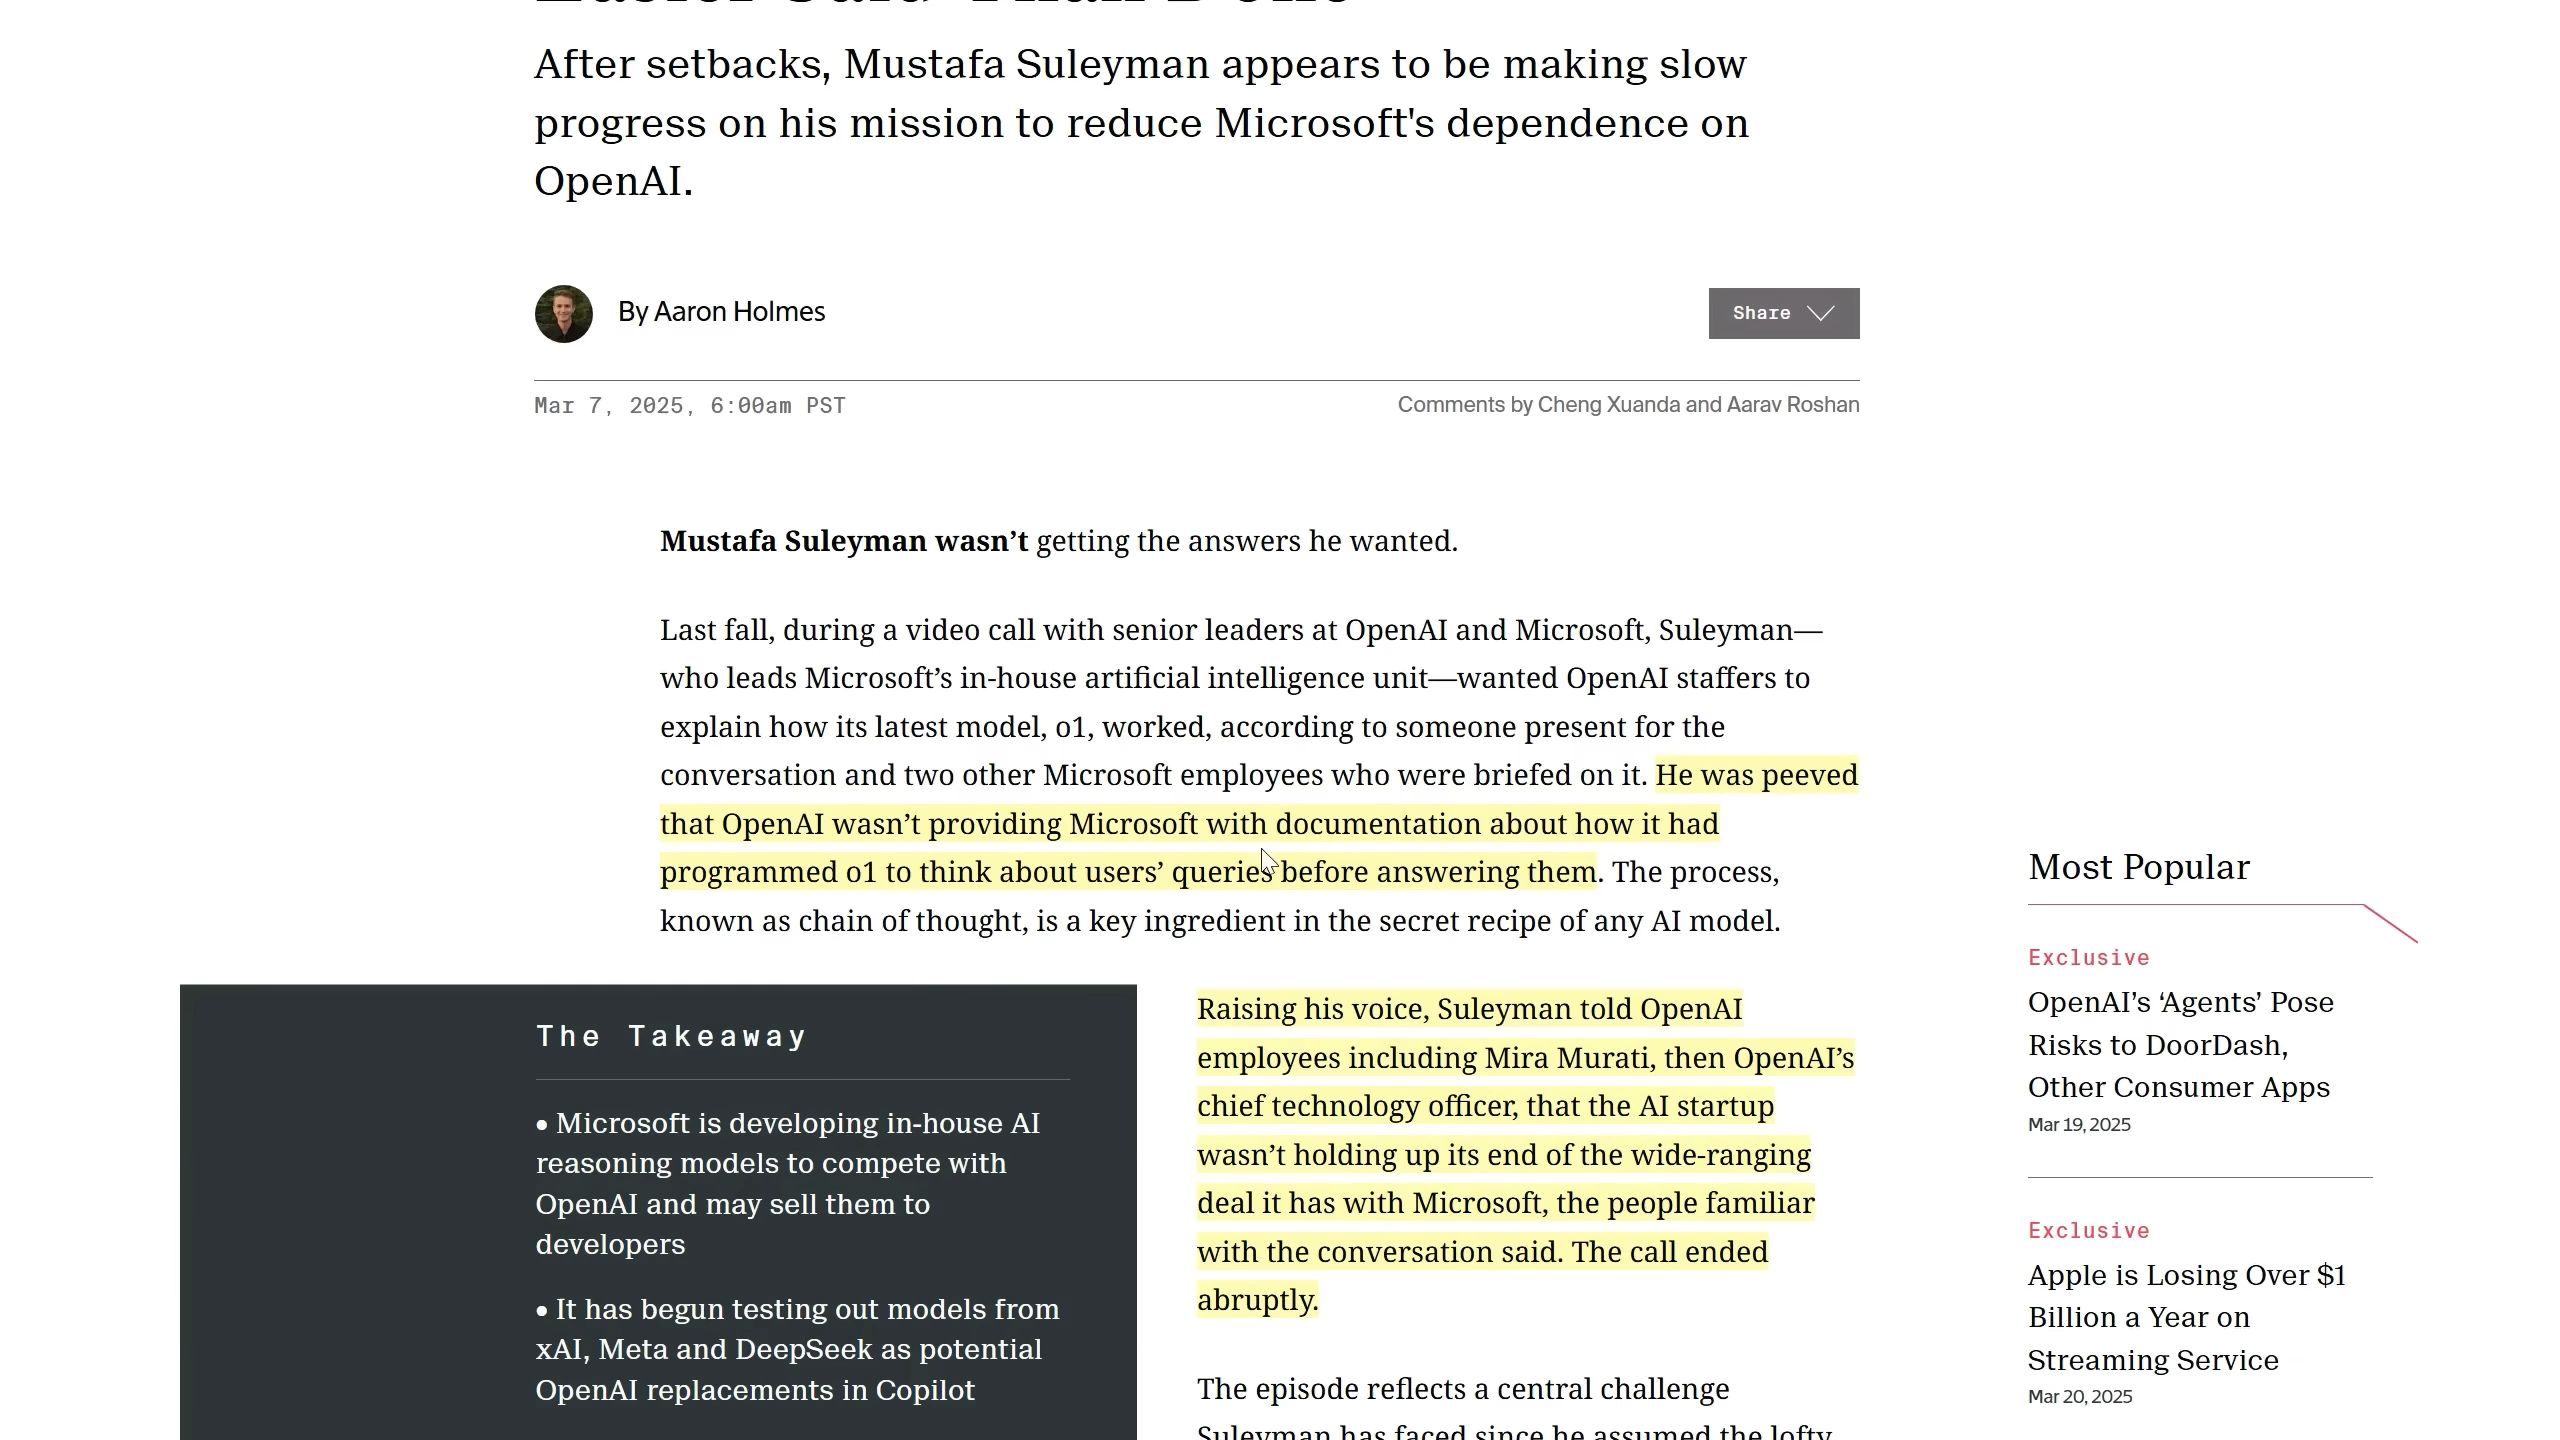 After setbacks, Mustafa Suleyman appears to be making slow
progress on his mission to reduce Microsoft's dependence on
OpenAI.
By Aaron Holmes
Share
Mar 7, 2025, 6:00am PST
Comments by Cheng Xuanda and Aarav Roshan
Mustafa Suleyman wasn’t getting the answers he wanted.
Last fall, during a video call with senior leaders at OpenAI and Microsoft, Suleyman—
who leads Microsoft’s in-house artificial intelligence unit—wanted OpenAI staffers to
explain how its latest model, o1, worked, according to someone present for the
conversation and two other Microsoft employees who were briefed on it. He was peeved
that OpenAI wasn’t providing Microsoft with documentation about how it had
programmed o1 to think about users’ queries before answering them. The process,
known as chain of thought, is a key ingredient in the secret recipe of any AI model.
The Takeaway
• Microsoft is developing in-house AI
reasoning models to compete with
OpenAI and may sell them to
developers
• It has begun testing out models from
xAI, Meta and DeepSeek as potential
OpenAI replacements in Copilot
Raising his voice, Suleyman told OpenAI
employees including Mira Murati, then OpenAI’s
chief technology officer, that the AI startup
wasn’t holding up its end of the wide-ranging
deal it has with Microsoft, the people familiar
with the conversation said. The call ended
abruptly.
The episode reflects a central challenge
Suleyman has faced since he assumed the lofty
Most Popular
Exclusive
OpenAI’s ‘Agents’ Pose
Risks to DoorDash,
Other Consumer Apps
Mar 19, 2025
Exclusive
Apple is Losing Over $1
Billion a Year on
Streaming Service
Mar 20, 2025